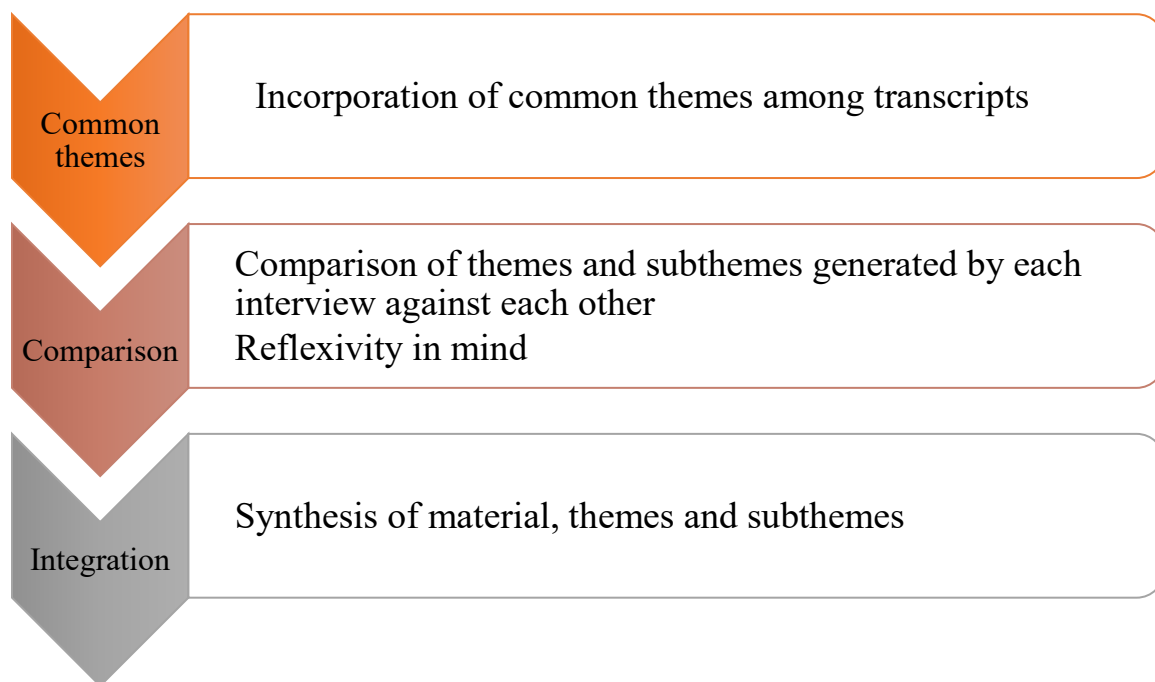 Common
themes
Incorporation of common themes among transcripts
Comparison
Comparison of themes and subthemes generated by each
interview against each other
Reflexivity in mind
Integration
Synthesis of material, themes and subthemes